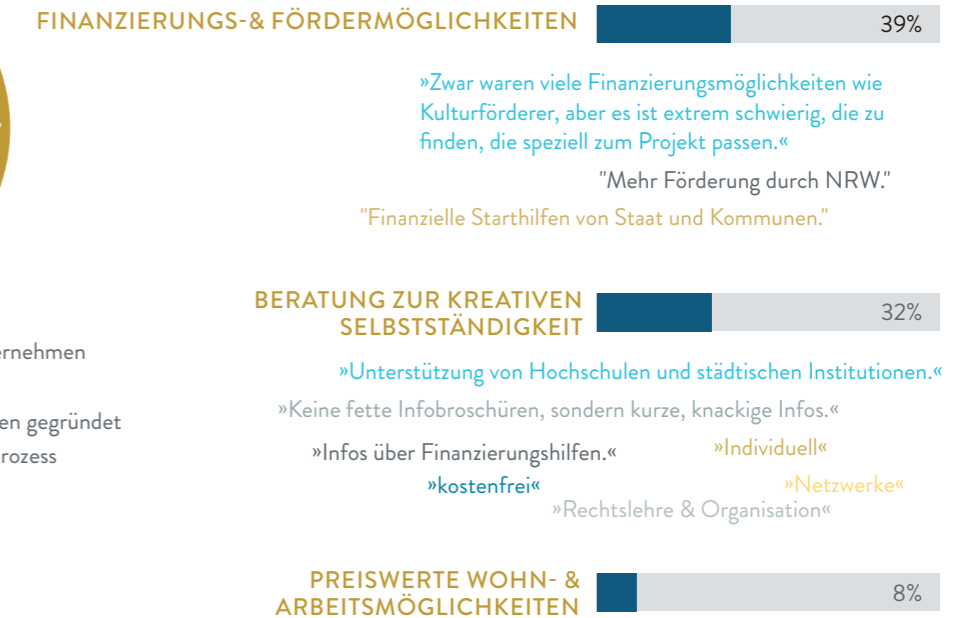 FINANZIERUNGS-& FÖRDERMÖGLICHKEITEN 39%
»Zwar waren viele Finanzierungsmöglichkeiten wie
Kulturförderer, aber es ist extrem schwierig, die zu
finden, die speziell zum Projekt passen.«
"Mehr Förderung durch NRW."
"Finanzielle Starthilfen von Staat und Kommunen."
BERATUNG ZUR KREATIVEN
SELBSTSTÄNDIGKEIT 32%
ernehmen
»Unterstützung von Hochschulen und städtischen Institutionen.«
»Keine fette Infobroschüren, sondern kurze, knackige Infos.«
en gegründet
»Infos über Finanzierungshilfen.« »Individuell«
rozess
»kostenfrei« »Netzwerke«
»Rechtslehre & Organisation«
PREISWERTE WOHN- &
ARBEITSMÖGLICHKEITEN 8%